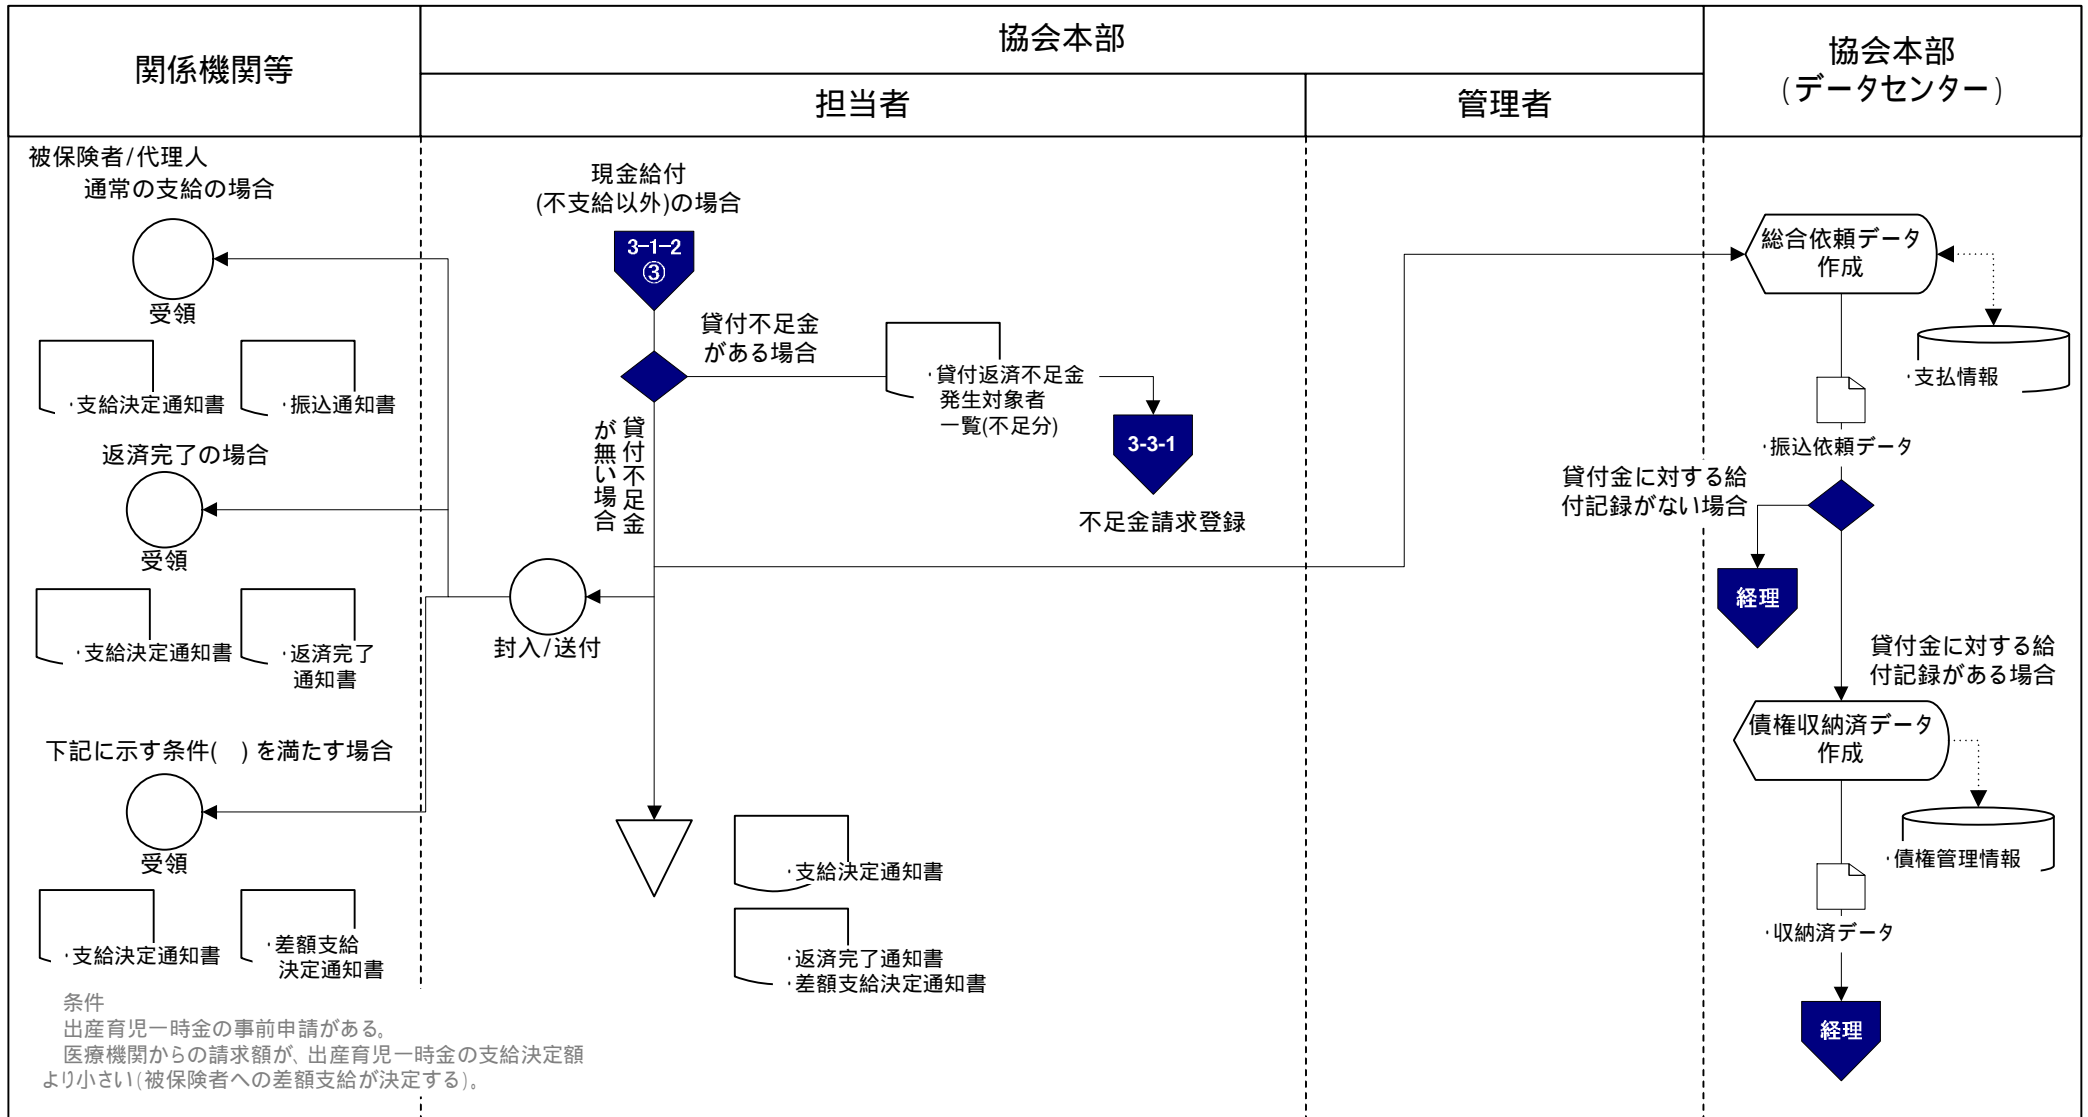 関係機関等
協会本部
担当者
管理者
協会本部
(データセンター)
被保険者/代理人
通常の支給の場合
受領
・支給決定通知書
・振込通知書
返済完了の場合
受領
・支給決定通知書
・返済完了
通知書
下記に示す条件(　)を満たす場合
受領
・支給決定通知書
・差額支給
決定通知書
条件
出産育児一時金の事前申請がある。
医療機関からの請求額が、出産育児一時金の支給決定額
より小さい(被保険者への差額支給が決定する)。
現金給付
(不支給以外)の場合
3-1-2
③
貸付不足金
がある場合
・貸付返済不足金
発生対象者
一覧(不足分)
3-3-1
不足金請求登録
貸付不足金
が無い場合
封入/送付
・支給決定通知書
・返済完了通知書
・差額支給決定通知書
総合依頼データ
作成
・支払情報
・振込依頼データ
貸付金に対する給
付記録がない場合
経理
貸付金に対する給
付記録がある場合
債権収納済データ
作成
・債権管理情報
・収納済データ
経理